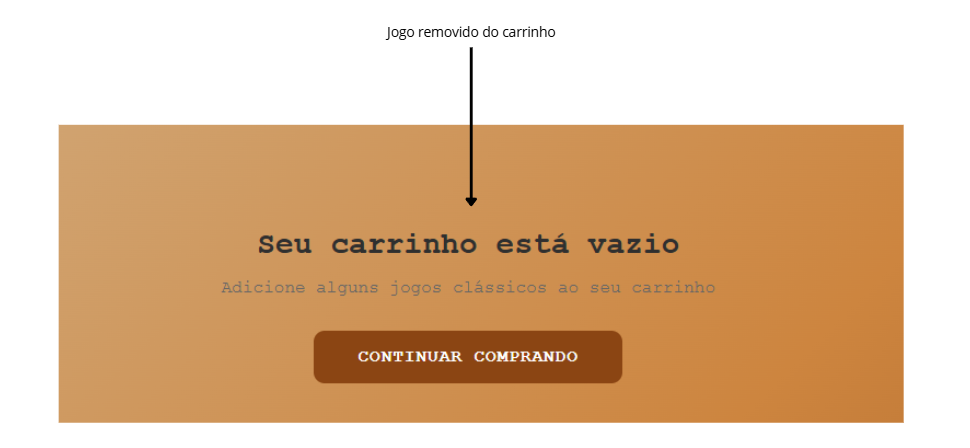 Jogo removido do carrinho
Seu carrinho está vazio
Adicione alguns jogos clássicos ao seu carrinho
CONTINUAR COMPRANDO